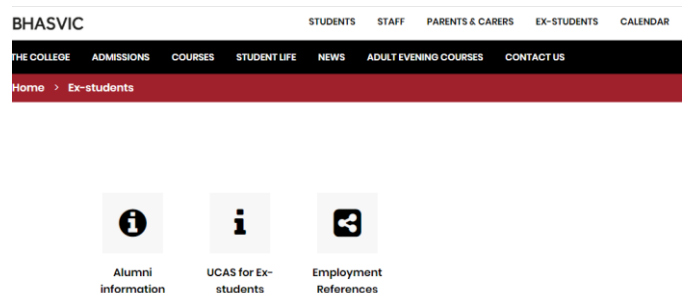 BHASVIC
STUDENTS STAFF PARENTS & CARERS EX-STUDENTS CALENDAR
THE COLLEGE ADMISSIONS COURSES STUDENT LIFE NEWS ADULT EVENING COURSES CONTACT US
Home > Ex-students
Alumni
information
UCAS for Ex-
students
Employment
References